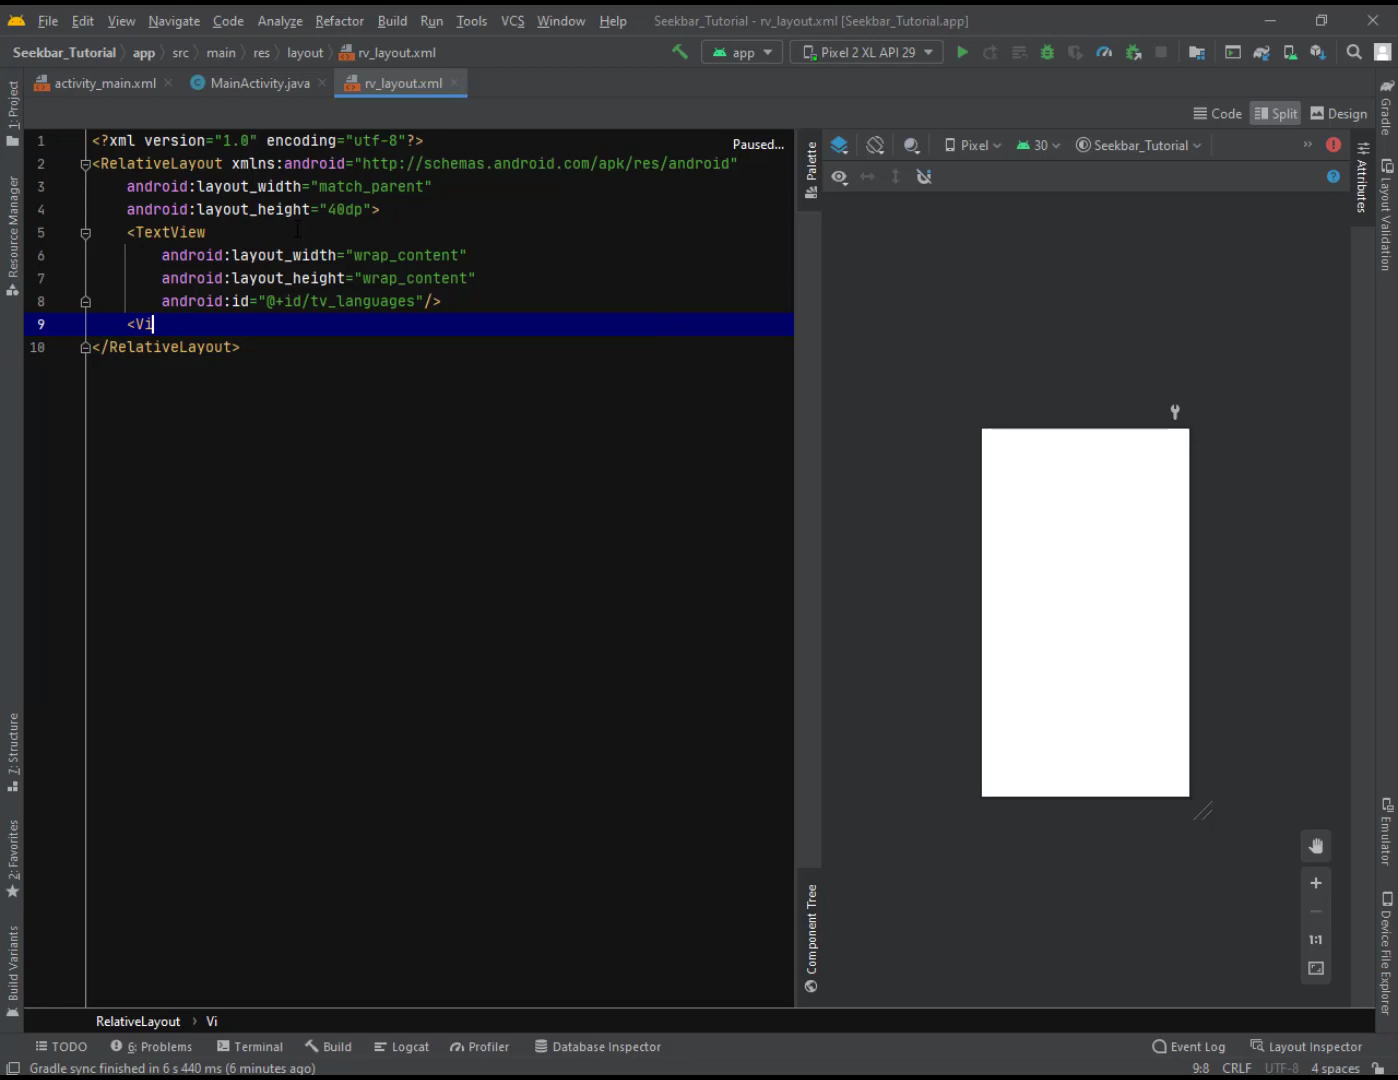 File Edit View Navigate Code Analyze Refactor Build Run Tools VCS Window Help Seekbar_Tutorial - rv_layout.xml [Seekbar_Tutorial.app]
Seekbar_Tutorial app src main res layout rv_layout.xml app Pixel 2 XL API 29
activity_main.xml MainActivity.java rv_layout.xml
Code Split Design
1 <?xml version="1.0" encoding="utf-8"?>
2 <RelativeLayout xmlns:android="http://schemas.android.com/apk/res/android"
3 android:layout_width="match_parent"
4 android:layout_height="40dp">
5 <TextView
6 android:layout_width="wrap_content"
7 android:layout_height="wrap_content"
8 android:id="@+id/tv_languages"/>
9 <Vi
10 </RelativeLayout>
Paused...
Pixel 30 Seekbar_Tutorial
1: Project
Resource Manager
7: Structure
2: Favorites
Build Variants
Palette
Component Tree
Attributes
Gradle
Layout Validation
Emulator
Device File Explorer
1:1
RelativeLayout Vi
TODO 6: Problems Terminal Build Logcat Profiler Database Inspector Event Log Layout Inspector
Gradle sync finished in 6 s 440 ms (6 minutes ago) 9:8 CRLF UTF-8 4 spaces